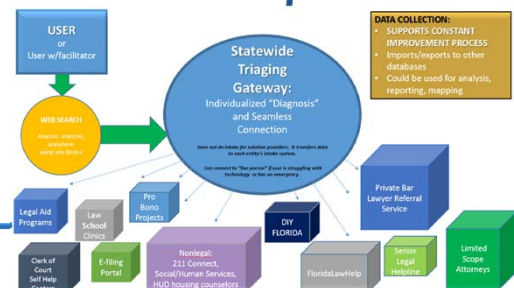 USER
or
User w/facilitator
WEB SEARCH
Anyone, anytime,
anywhere
using any device
Statewide
Triaging
Gateway:
Individualized "Diagnosis"
and Seamless
Connection
Does not do intake for solution providers. It transfers data
to each entity's intake system.
Can connect to "live person" if user is struggling with
technology or has an emergency.
DATA COLLECTION:
• SUPPORTS CONSTANT
IMPROVEMENT PROCESS
• Imports/exports to other
databases
• Could be used for analysis,
reporting, mapping
Legal Aid
Programs
Law
School
Clinics
Pro
Bono
Projects
DIY
FLORIDA
Private Bar
Lawyer Referral
Service
Clerk of
Court
Self Help
E-filing
Portal
Nonlegal:
211 Connect,
Social/Human Services,
HUD housing counselors
FloridaLawHelp
Senior
Legal
Helpline
Limited
Scope
Attorneys